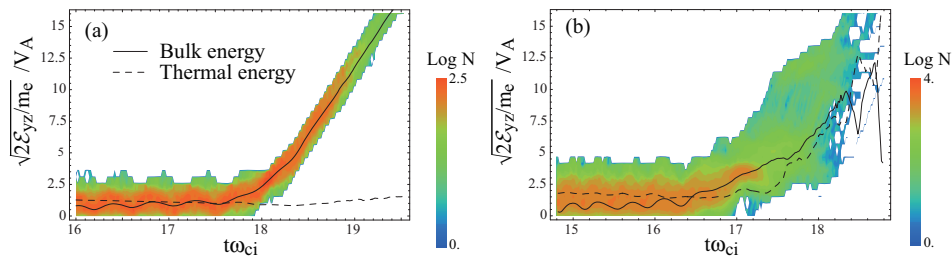 (a)
Bulk energy
Thermal energy
√2ℰyz/me /VA
15
12.5
10
7.5
5
2.5
0
16 17 18 19
tωci
Log N
2.5
0.
(b)
√2ℰyz/me /VA
15
12.5
10
7.5
5
2.5
0
15 16 17 18
tωci
Log N
4.
0.